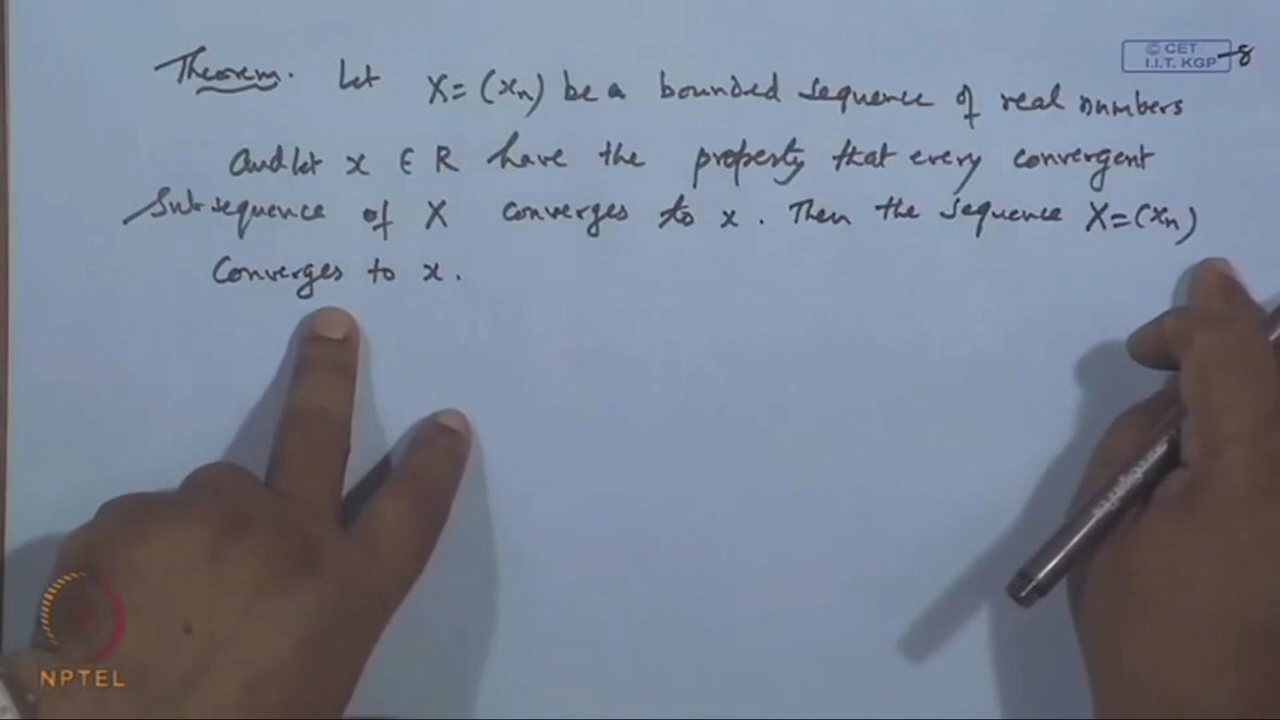 © CET
I.I.T. KGP
8
Theorem. Let X = (xn) be a bounded sequence of real numbers
and let x ∈ R have the property that every convergent
Subsequence of X converges to x. Then the sequence X=(xn)
Converges to x.
NPTEL